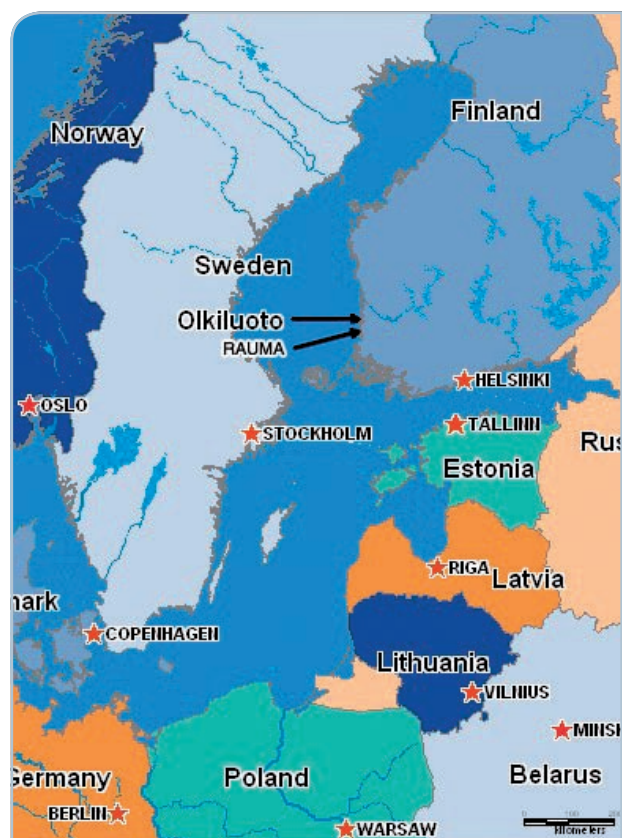 Norway
Finland
Sweden
Olkiluoto
RAUMA
HELSINKI
OSLO
STOCKHOLM
TALLINN
Rus
Estonia
RIGA
Latvia
mark
COPENHAGEN
Lithuania
VILNIUS
MINSK
Germany
Poland
Belarus
BERLIN
WARSAW
kilometers